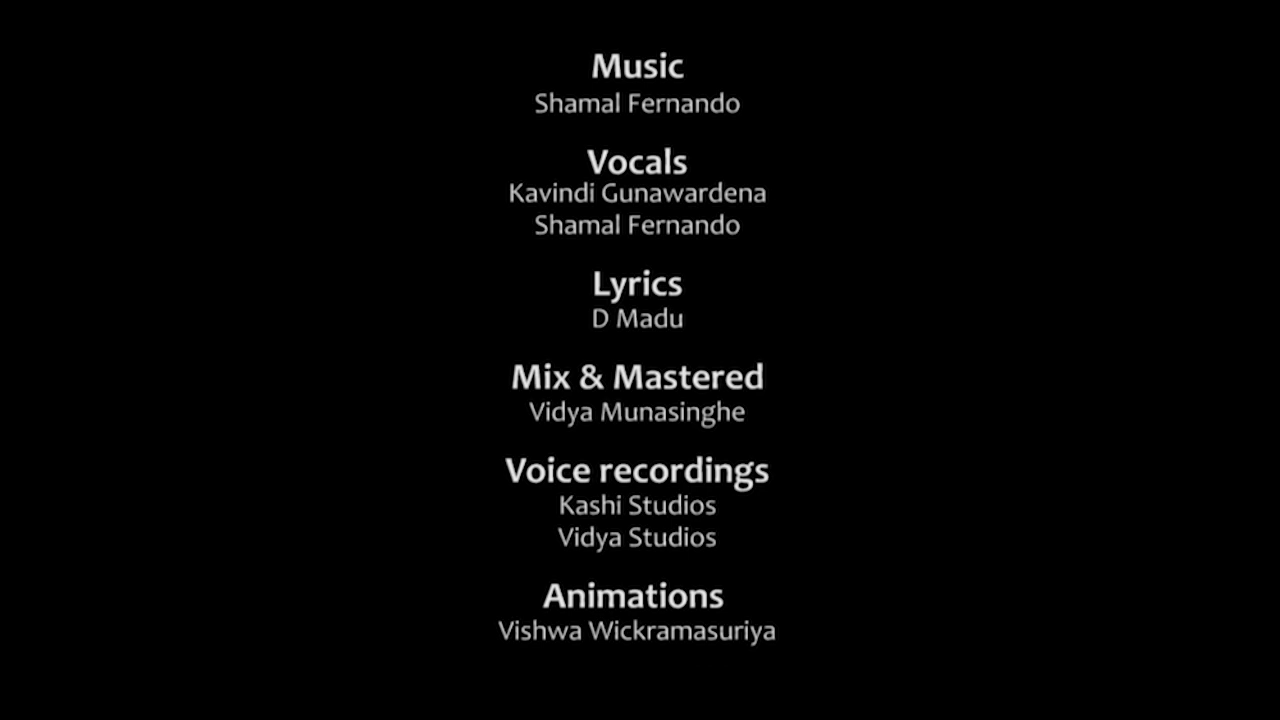 Music
Shamal Fernando
Vocals
Kavindi Gunawardena
Shamal Fernando
Lyrics
D Madu
Mix & Mastered
Vidya Munasinghe
Voice recordings
Kashi Studios
Vidya Studios
Animations
Vishwa Wickramasuriya